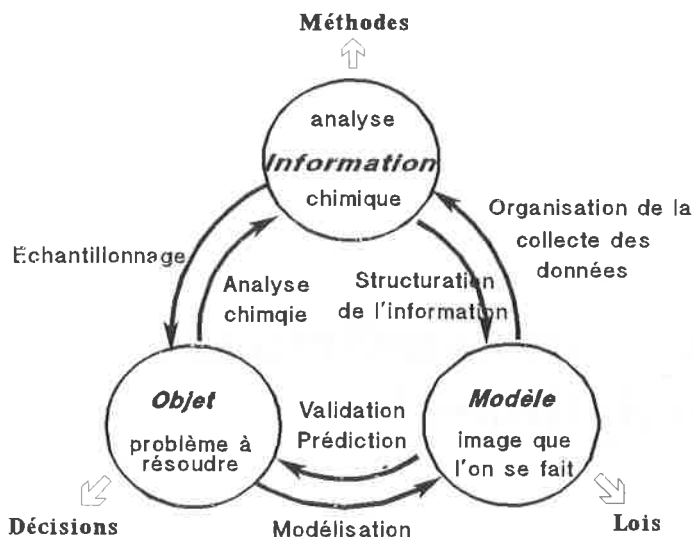 Méthodes
analyse
Information
chimique
Organisation de la
collecte des
données
Échantillonnage
Analyse
chimqie
Structuration
de l'information
Objet
problème à
résoudre
Validation
Prédiction
Modèle
image que
l'on se fait
Décisions
Modélisation
Lois